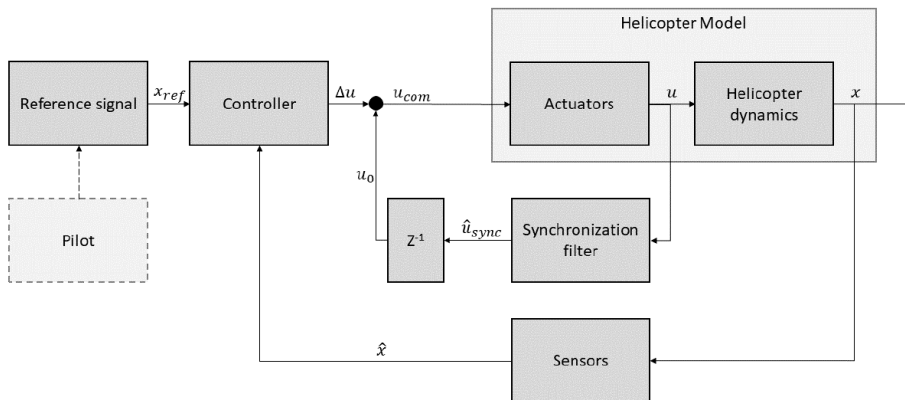 Helicopter Model
Reference signal
x_ref
Controller
Δu
u_com
Actuators
u
Helicopter
dynamics
x
u_0
Pilot
Z⁻¹
û_sync
Synchronization
filter
x̂
Sensors